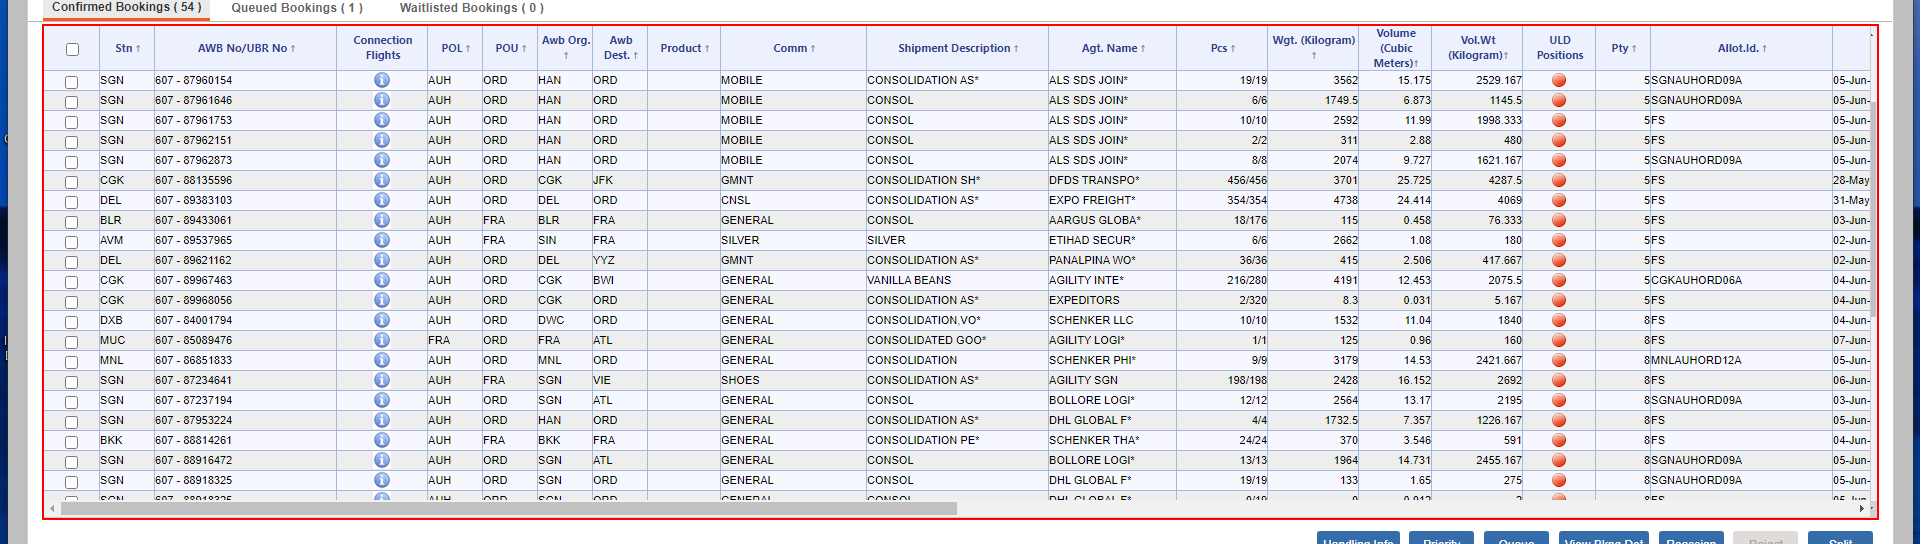 Confirmed Bookings ( 54 ) Queued Bookings ( 1 ) Waitlisted Bookings ( 0 )
Stn AWB No/UBR No Connection Flights POL POU Awb Org. Awb Dest. Product Comm Shipment Description Agt. Name Pcs Wgt. (Kilogram) Volume (Cubic Meters) Vol.Wt (Kilogram) ULD Positions Pty Allot.Id.
SGN 607 - 87960154 AUH ORD HAN ORD MOBILE CONSOLIDATION AS* ALS SDS JOIN* 19/19 3562 15.175 2529.167 5 SGNAUHORD09A 05-Jun-
SGN 607 - 87961646 AUH ORD HAN ORD MOBILE CONSOL ALS SDS JOIN* 6/6 1749.5 6.873 1145.5 5 SGNAUHORD09A 05-Jun-
SGN 607 - 87961753 AUH ORD HAN ORD MOBILE CONSOL ALS SDS JOIN* 10/10 2592 11.99 1998.333 5 FS 05-Jun-
SGN 607 - 87962151 AUH ORD HAN ORD MOBILE CONSOL ALS SDS JOIN* 2/2 311 2.88 480 5 FS 05-Jun-
SGN 607 - 87962873 AUH ORD HAN ORD MOBILE CONSOL ALS SDS JOIN* 8/8 2074 9.727 1621.167 5 SGNAUHORD09A 05-Jun-
CGK 607 - 88135596 AUH ORD CGK JFK GMNT CONSOLIDATION SH* DFDS TRANSPO* 456/456 3701 25.725 4287.5 5 FS 28-May
DEL 607 - 89383103 AUH ORD DEL ORD CNSL CONSOLIDATION AS* EXPO FREIGHT* 354/354 4738 24.414 4069 5 FS 31-May
BLR 607 - 89433061 AUH FRA BLR FRA GENERAL CONSOL AARGUS GLOBA* 18/176 115 0.458 76.333 5 FS 03-Jun-
AVM 607 - 89537965 AUH FRA SIN FRA SILVER SILVER ETIHAD SECUR* 6/6 2662 1.08 180 5 FS 02-Jun-
DEL 607 - 89621162 AUH ORD DEL YYZ GMNT CONSOLIDATION AS* PANALPINA WO* 36/36 415 2.506 417.667 5 FS 02-Jun-
CGK 607 - 89967463 AUH ORD CGK BWI GENERAL VANILLA BEANS AGILITY INTE* 216/280 4191 12.453 2075.5 5 CGKAUHORD06A 04-Jun-
CGK 607 - 89968056 AUH ORD CGK ORD GENERAL CONSOLIDATION AS* EXPEDITORS 2/320 8.3 0.031 5.167 5 FS 04-Jun-
DXB 607 - 84001794 AUH ORD DWC ORD GENERAL CONSOLIDATION,VO* SCHENKER LLC 10/10 1532 11.04 1840 8 FS 04-Jun-
MUC 607 - 85089476 FRA ORD FRA ATL GENERAL CONSOLIDATED GOO* AGILITY LOGI* 1/1 125 0.96 160 8 FS 07-Jun-
MNL 607 - 86851833 AUH ORD MNL ORD GENERAL CONSOLIDATION SCHENKER PHI* 9/9 3179 14.53 2421.667 8 MNLAUHORD12A 05-Jun-
SGN 607 - 87234641 AUH FRA SGN VIE SHOES CONSOLIDATION AS* AGILITY SGN 198/198 2428 16.152 2692 8 FS 06-Jun-
SGN 607 - 87237194 AUH ORD SGN ATL GENERAL CONSOL BOLLORE LOGI* 12/12 2564 13.17 2195 8 SGNAUHORD09A 03-Jun-
SGN 607 - 87953224 AUH ORD HAN ORD GENERAL CONSOLIDATION AS* DHL GLOBAL F* 4/4 1732.5 7.357 1226.167 8 FS 05-Jun-
BKK 607 - 88814261 AUH FRA BKK FRA GENERAL CONSOLIDATION PE* SCHENKER THA* 24/24 370 3.546 591 8 FS 04-Jun-
SGN 607 - 88916472 AUH ORD SGN ATL GENERAL CONSOL BOLLORE LOGI* 13/13 1964 14.731 2455.167 8 SGNAUHORD09A 05-Jun-
SGN 607 - 88918325 AUH ORD SGN ORD GENERAL CONSOL DHL GLOBAL F* 19/19 133 1.65 275 8 SGNAUHORD09A 05-Jun-
SGN AUH ORD SGN ORD GENERAL CONSOL DHL GLOBAL F*
Handling Info Priority Queue View Bkng Det Reassign Reject Split